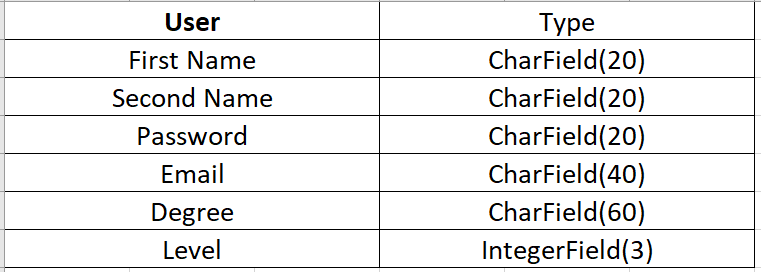 User Type
First Name CharField(20)
Second Name CharField(20)
Password CharField(20)
Email CharField(40)
Degree CharField(60)
Level IntegerField(3)